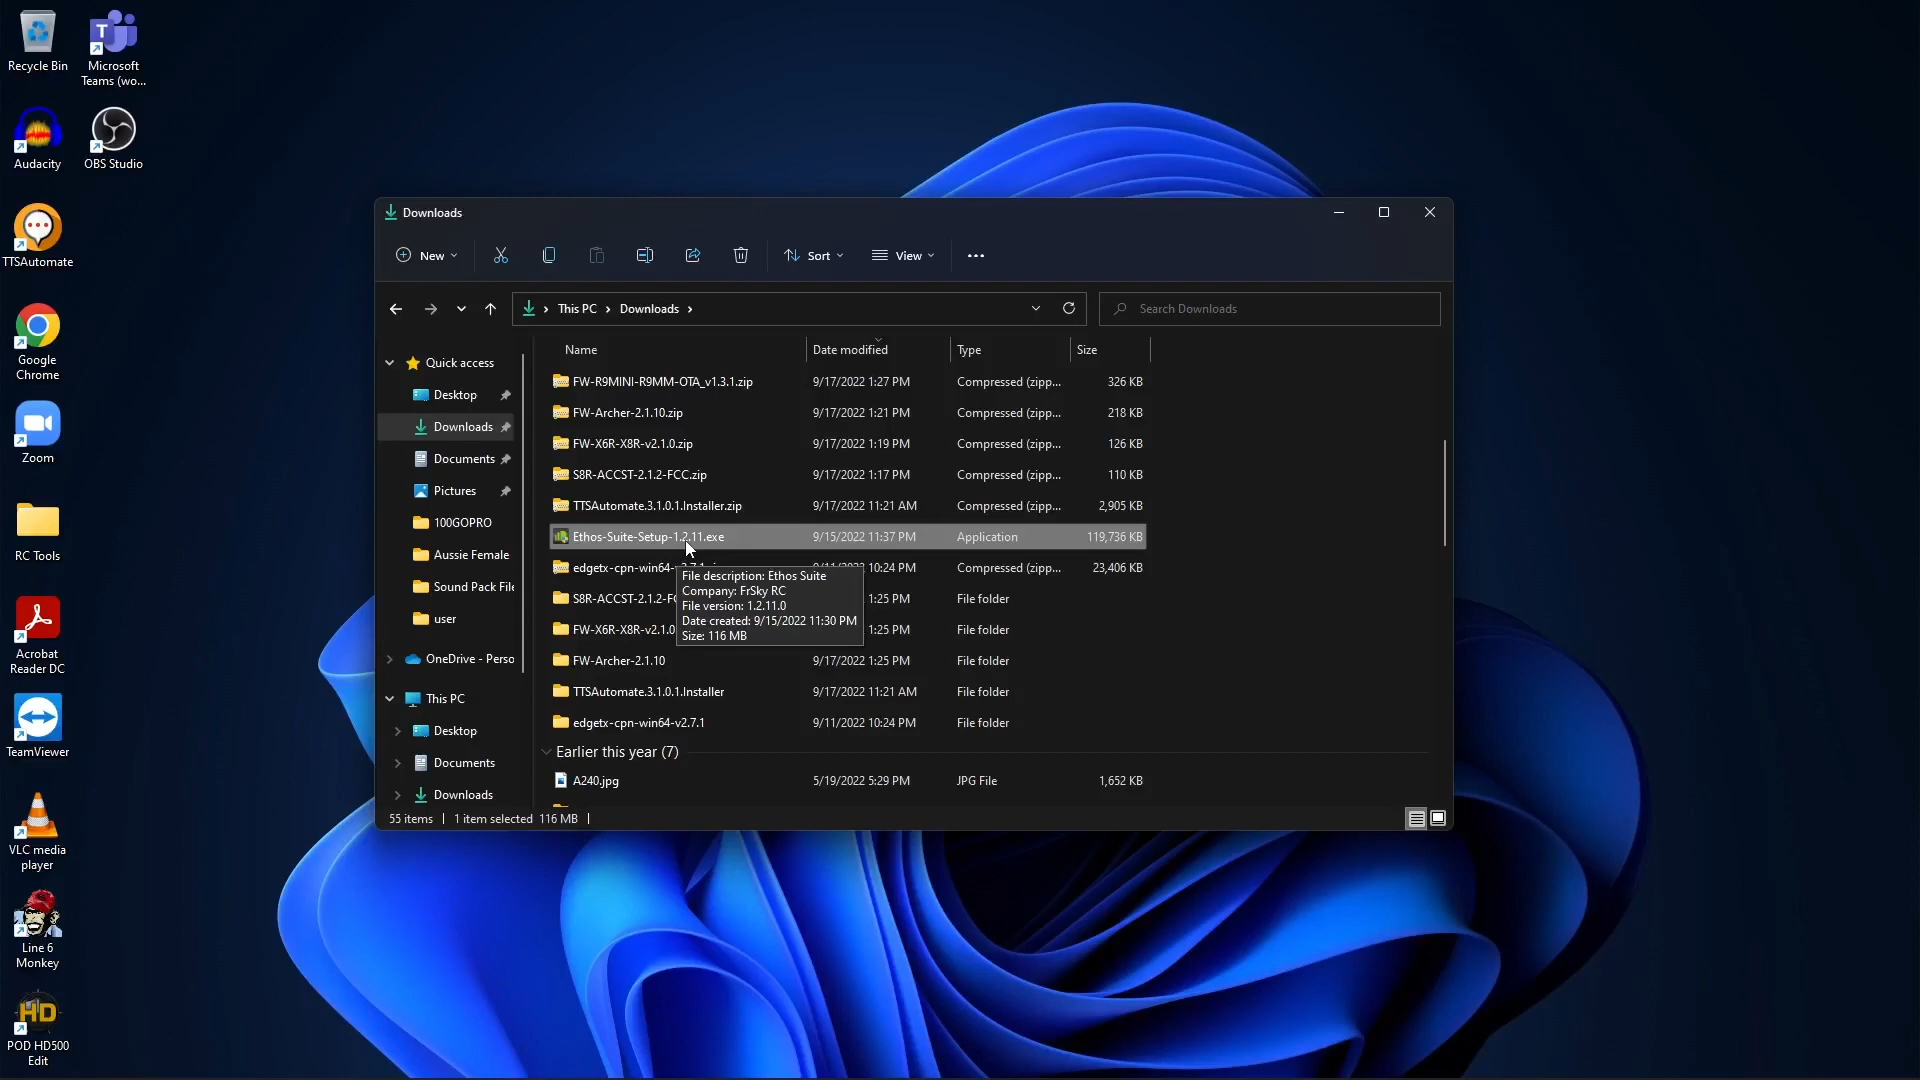 Recycle Bin
Microsoft
Teams (wo...
Audacity
OBS Studio
TTSAutomate
Google
Chrome
Zoom
RC Tools
Acrobat
Reader DC
TeamViewer
VLC media
player
Line 6
Monkey
HD
POD HD500
Edit
Downloads
New
Sort
View
This PC
Downloads
Search Downloads
Quick access
Desktop
Downloads
Documents
Pictures
100GOPRO
Aussie Female
Sound Pack File
user
OneDrive - Perso
This PC
Desktop
Documents
Downloads
Name Date modified Type Size
FW-R9MINI-R9MM-OTA_v1.3.1.zip 9/17/2022 1:27 PM Compressed (zipp... 326 KB
FW-Archer-2.1.10.zip 9/17/2022 1:21 PM Compressed (zipp... 218 KB
FW-X6R-X8R-v2.1.0.zip 9/17/2022 1:19 PM Compressed (zipp... 126 KB
S8R-ACCST-2.1.2-FCC.zip 9/17/2022 1:17 PM Compressed (zipp... 110 KB
TTSAutomate.3.1.0.1.Installer.zip 9/17/2022 11:21 AM Compressed (zipp... 2,905 KB
Ethos-Suite-Setup-1.2.11.exe 9/15/2022 11:37 PM Application 119,736 KB
edgetx-cpn-win64- 10:24 PM Compressed (zipp... 23,406 KB
S8R-ACCST-2.1.2-F 1:25 PM File folder
FW-X6R-X8R-v2.1.0 1:25 PM File folder
FW-Archer-2.1.10 9/17/2022 1:25 PM File folder
TTSAutomate.3.1.0.1.Installer 9/17/2022 11:21 AM File folder
edgetx-cpn-win64-v2.7.1 9/11/2022 10:24 PM File folder
File description: Ethos Suite
Company: FrSky RC
File version: 1.2.11.0
Date created: 9/15/2022 11:30 PM
Size: 116 MB
Earlier this year (7)
A240.jpg 5/19/2022 5:29 PM JPG File 1,652 KB
55 items 1 item selected 116 MB